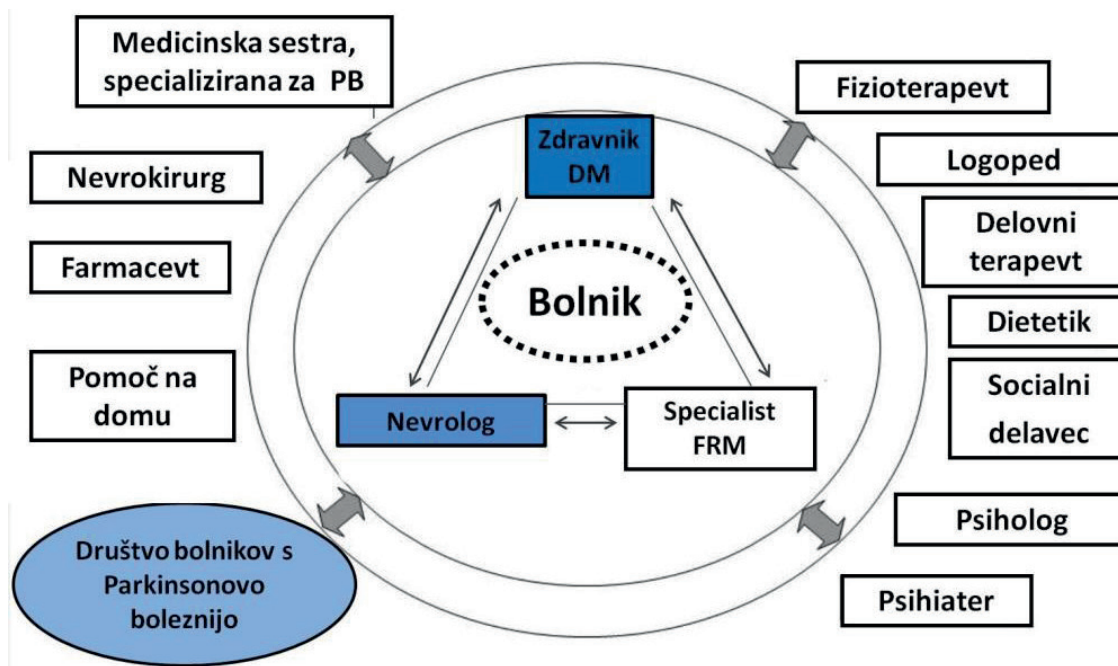 Medicinska sestra,
specializirana za PB
Fizioterapevt
Zdravnik
DM
Logoped
Nevrokirurg
Delovni
terapevt
Farmacevt
Bolnik
Dietetik
Pomoč na
domu
Socialni
delavec
Nevrolog
Specialist
FRM
Psiholog
Društvo bolnikov s
Parkinsonovo
boleznijo
Psihiater